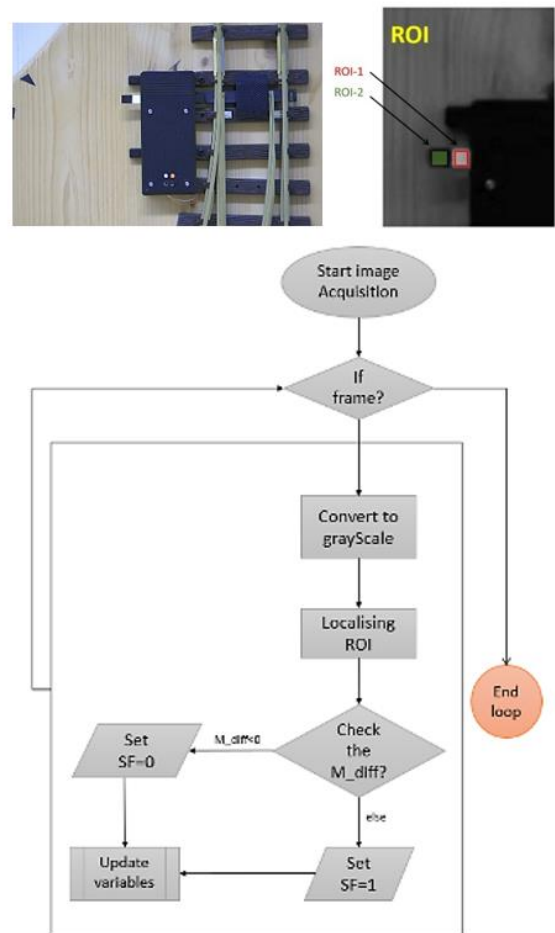 ROI
ROI-1
ROI-2
Start image
Acquisition
If
frame?
Convert to
grayScale
Localising
ROI
Check
the
M_diff?
M_diff<0
Set
SF=0
else
Update
variables
Set
SF=1
End
loop